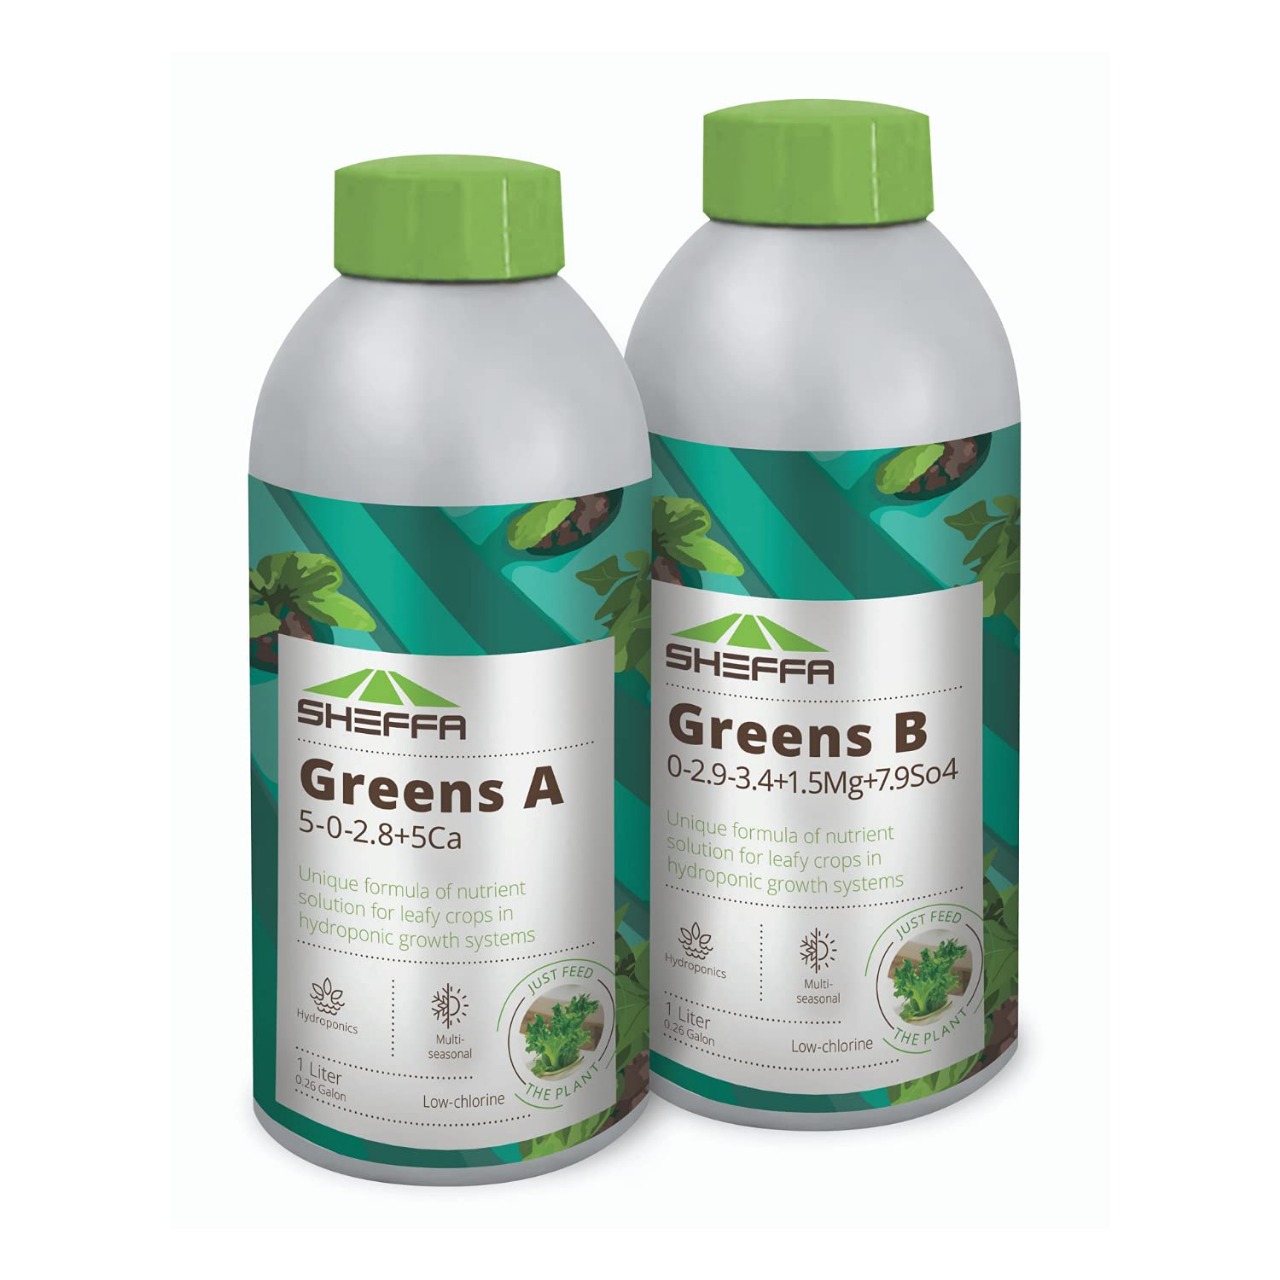 SHEFFA
Greens A
5-0-2.8+5Ca
Unique formula of nutrient
solution for leafy crops in
hydroponic growth systems
Hydroponics
Multi-
seasonal
JUST FEED
THE PLANT
1 Liter
0.26 Galon
Low-chlorine
SHEFFA
Greens B
0-2.9-3.4+1.5Mg+7.9So4
Unique formula of nutrient
solution for leafy crops in
hydroponic growth systems
Hydroponics
Multi-
seasonal
JUST FEED
THE PLANT
1 Liter
0.26 Galon
Low-chlorine